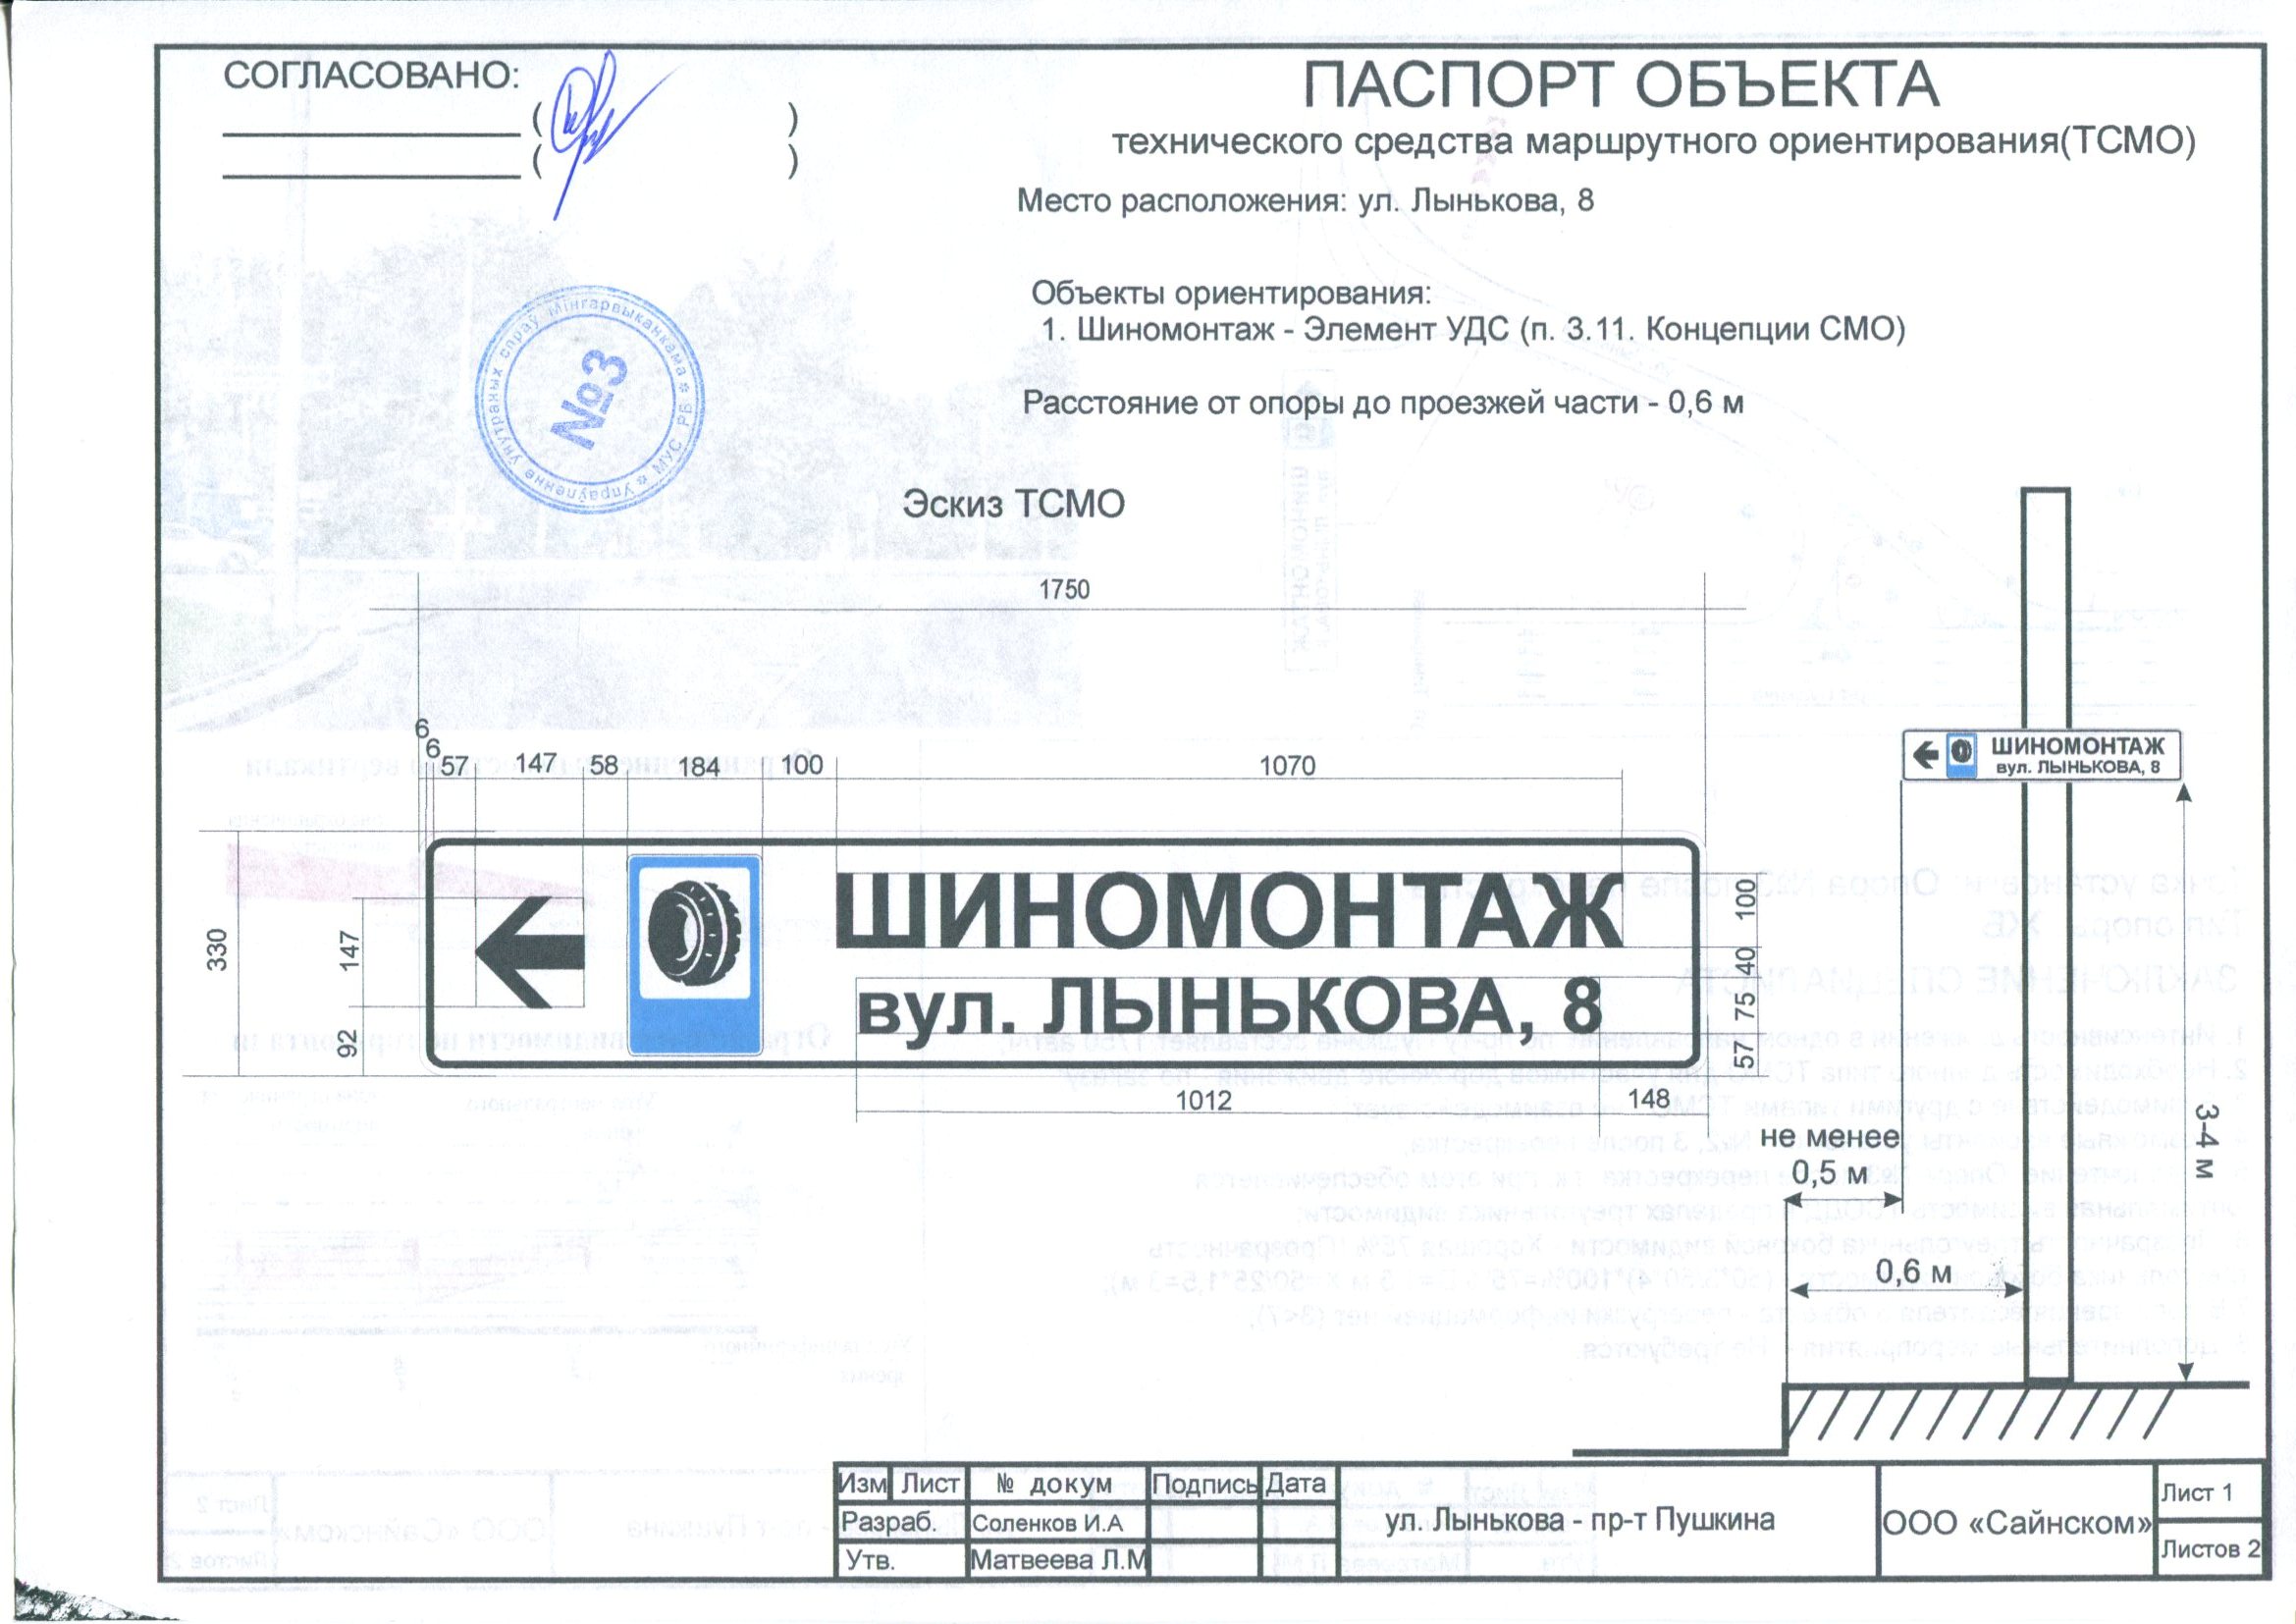 СОГЛАСОВАНО:
( )
( )
ПАСПОРТ ОБЪЕКТА
технического средства маршрутного ориентирования(ТСМО)
Место расположения: ул. Лынькова, 8
Объекты ориентирования:
1. Шиномонтаж - Элемент УДС (п. 3.11. Концепции СМО)
Расстояние от опоры до проезжей части - 0,6 м
Упраўленне ўнутраных спраў Мінгарвыканкама * МУС РБ *
№3
Эскиз ТСМО
1750
6
6
57 147 58 184 100 1070
330
147
92
ШИНОМОНТАЖ
вул. ЛЫНЬКОВА, 8
100
40
75
57
1012
148
ШИНОМОНТАЖ
вул. ЛЫНЬКОВА, 8
3-4 м
не менее
0,5 м
0,6 м
Изм Лист № докум Подпись Дата
Разраб. Соленков И.А
Утв. Матвеева Л.М
ул. Лынькова - пр-т Пушкина
ООО «Сайнском»
Лист 1
Листов 2